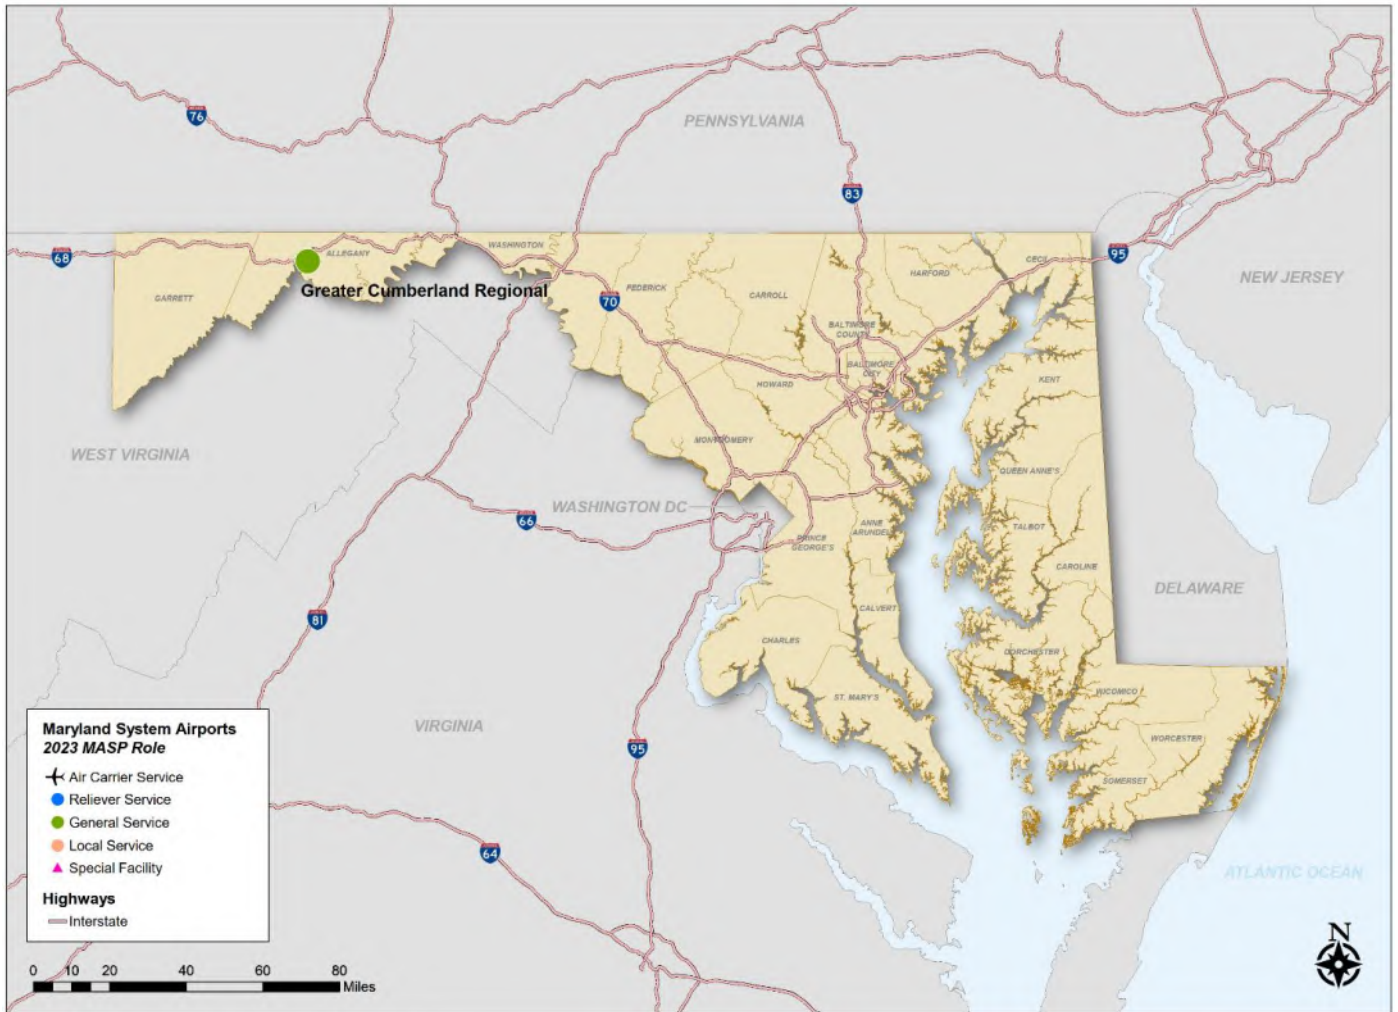 76
PENNSYLVANIA
83
68
ALLEGANY
WASHINGTON
95
GARRETT
Greater Cumberland Regional
70
FEDERICK
CARROLL
HARFORD
CECIL
NEW JERSEY
BALTIMORE
COUNTY
BALTIMORE
CITY
HOWARD
KENT
MONTGOMERY
WEST VIRGINIA
QUEEN ANNE'S
WASHINGTON DC
66
ANNE
ARUNDEL
TALBOT
PRINCE
GEORGE'S
CAROLINE
DELAWARE
81
CALVERT
CHARLES
DORCHESTER
ST. MARY'S
WICOMICO
VIRGINIA
95
WORCESTER
SOMERSET
64
ATLANTIC OCEAN
Maryland System Airports
2023 MASP Role
Air Carrier Service
Reliever Service
General Service
Local Service
Special Facility
Highways
Interstate
0 10 20 40 60 80
Miles
N